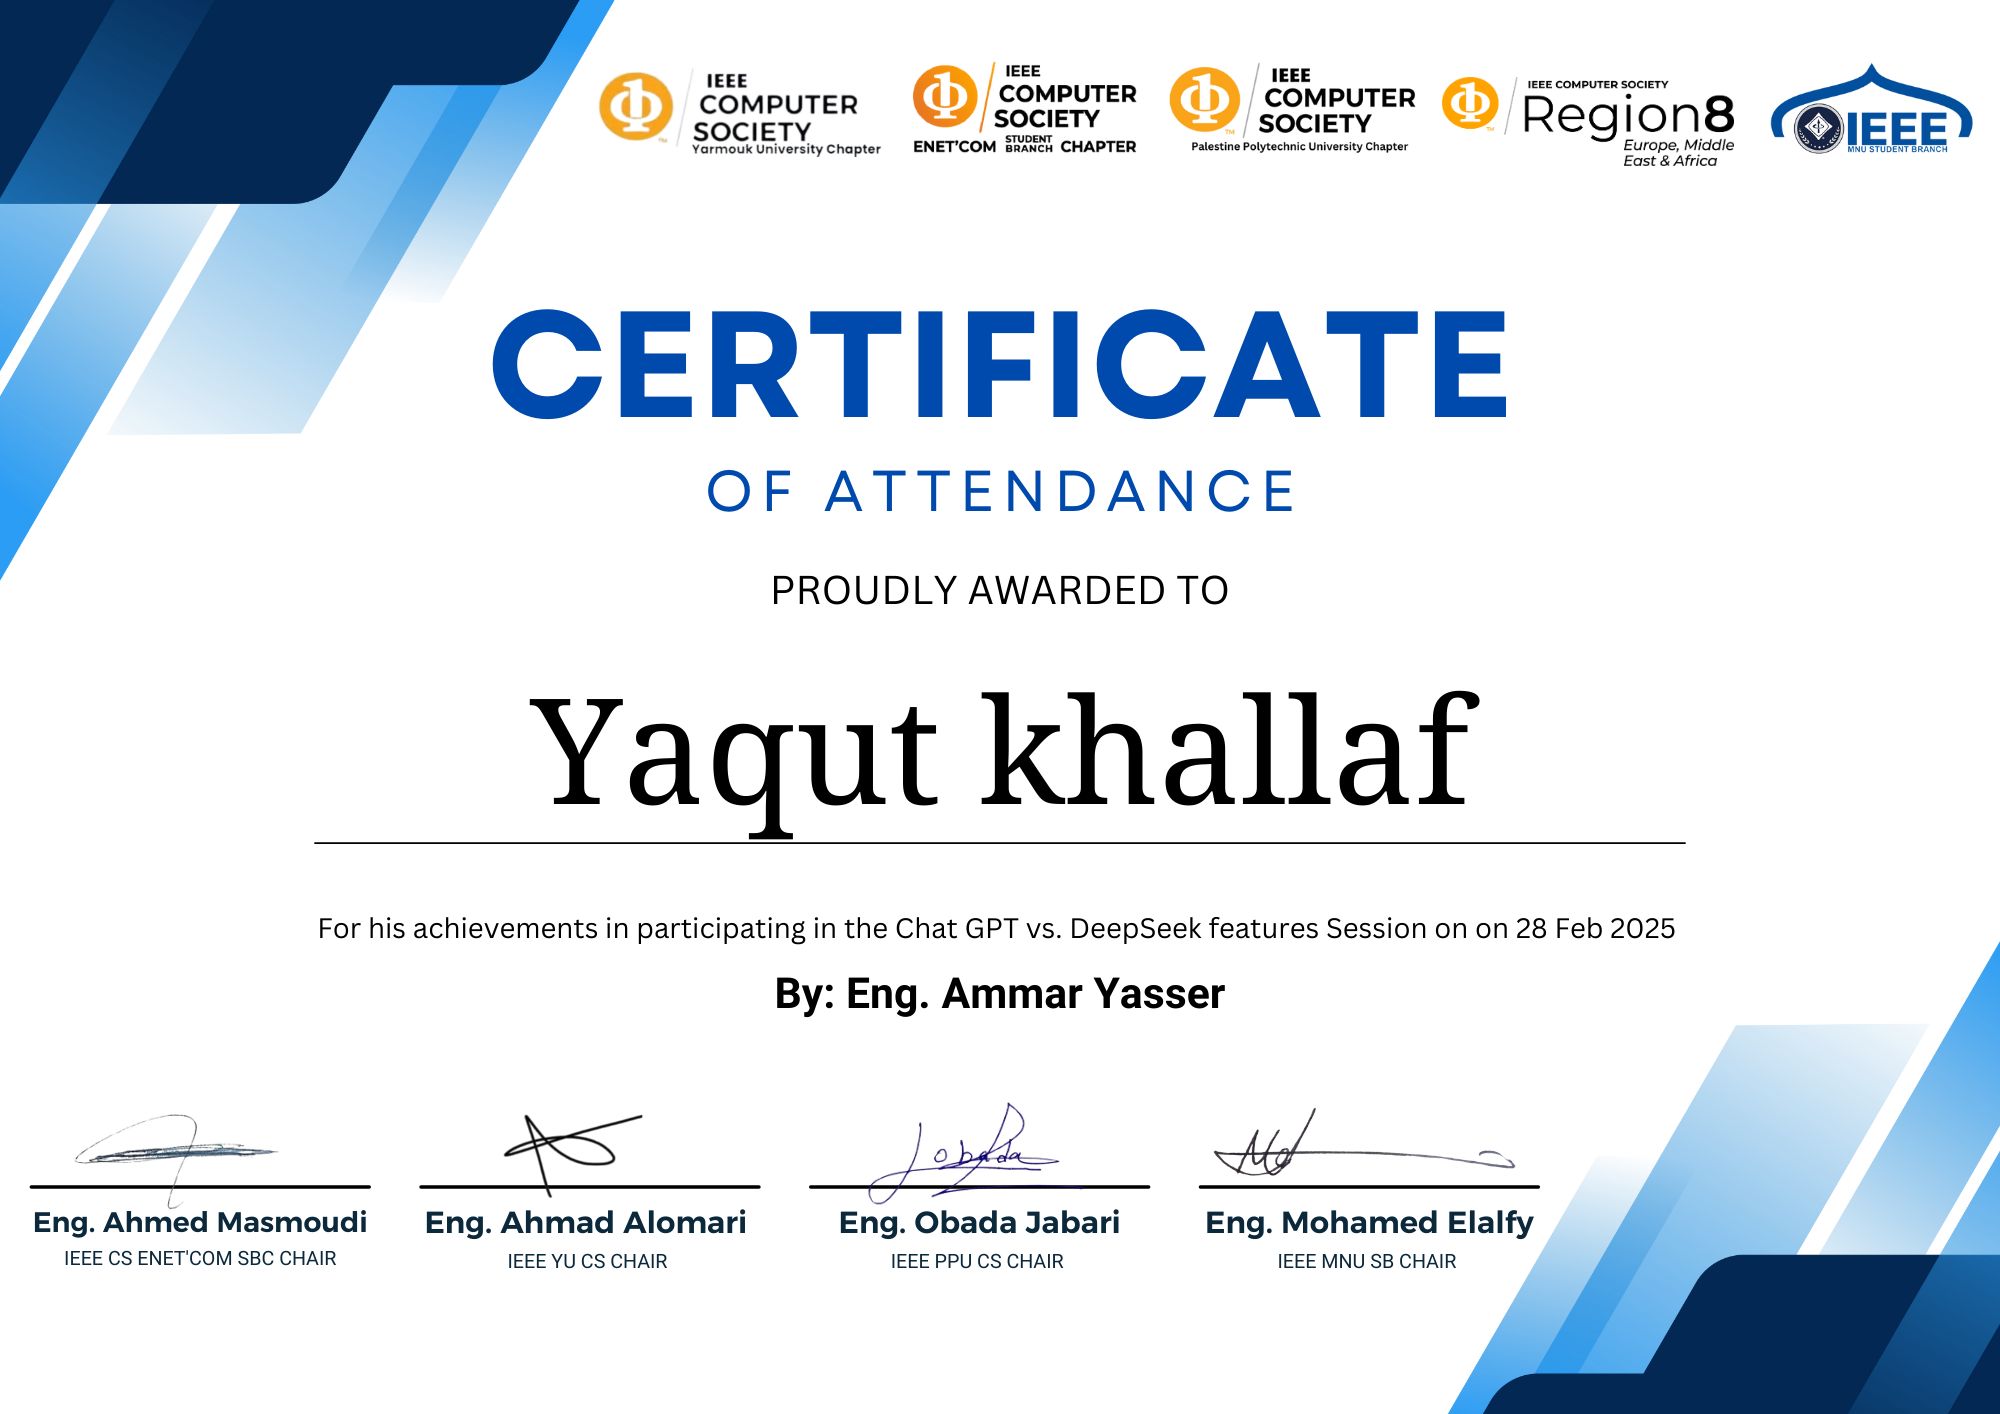 IEEE
COMPUTER
SOCIETY
Yarmouk University Chapter
IEEE
COMPUTER
SOCIETY
ENET'COM STUDENT BRANCH CHAPTER
IEEE
COMPUTER
SOCIETY
TM
Palestine Polytechnic University Chapter
IEEE COMPUTER SOCIETY
Region8
TM
Europe, Middle
East & Africa
IEEE
MNU STUDENT BRANCH
CERTIFICATE
OF ATTENDANCE
PROUDLY AWARDED TO
Yaqut khallaf
For his achievements in participating in the Chat GPT vs. DeepSeek features Session on on 28 Feb 2025
By: Eng. Ammar Yasser
Obada
Eng. Ahmed Masmoudi
IEEE CS ENET'COM SBC CHAIR
Eng. Ahmad Alomari
IEEE YU CS CHAIR
Eng. Obada Jabari
IEEE PPU CS CHAIR
Eng. Mohamed Elalfy
IEEE MNU SB CHAIR